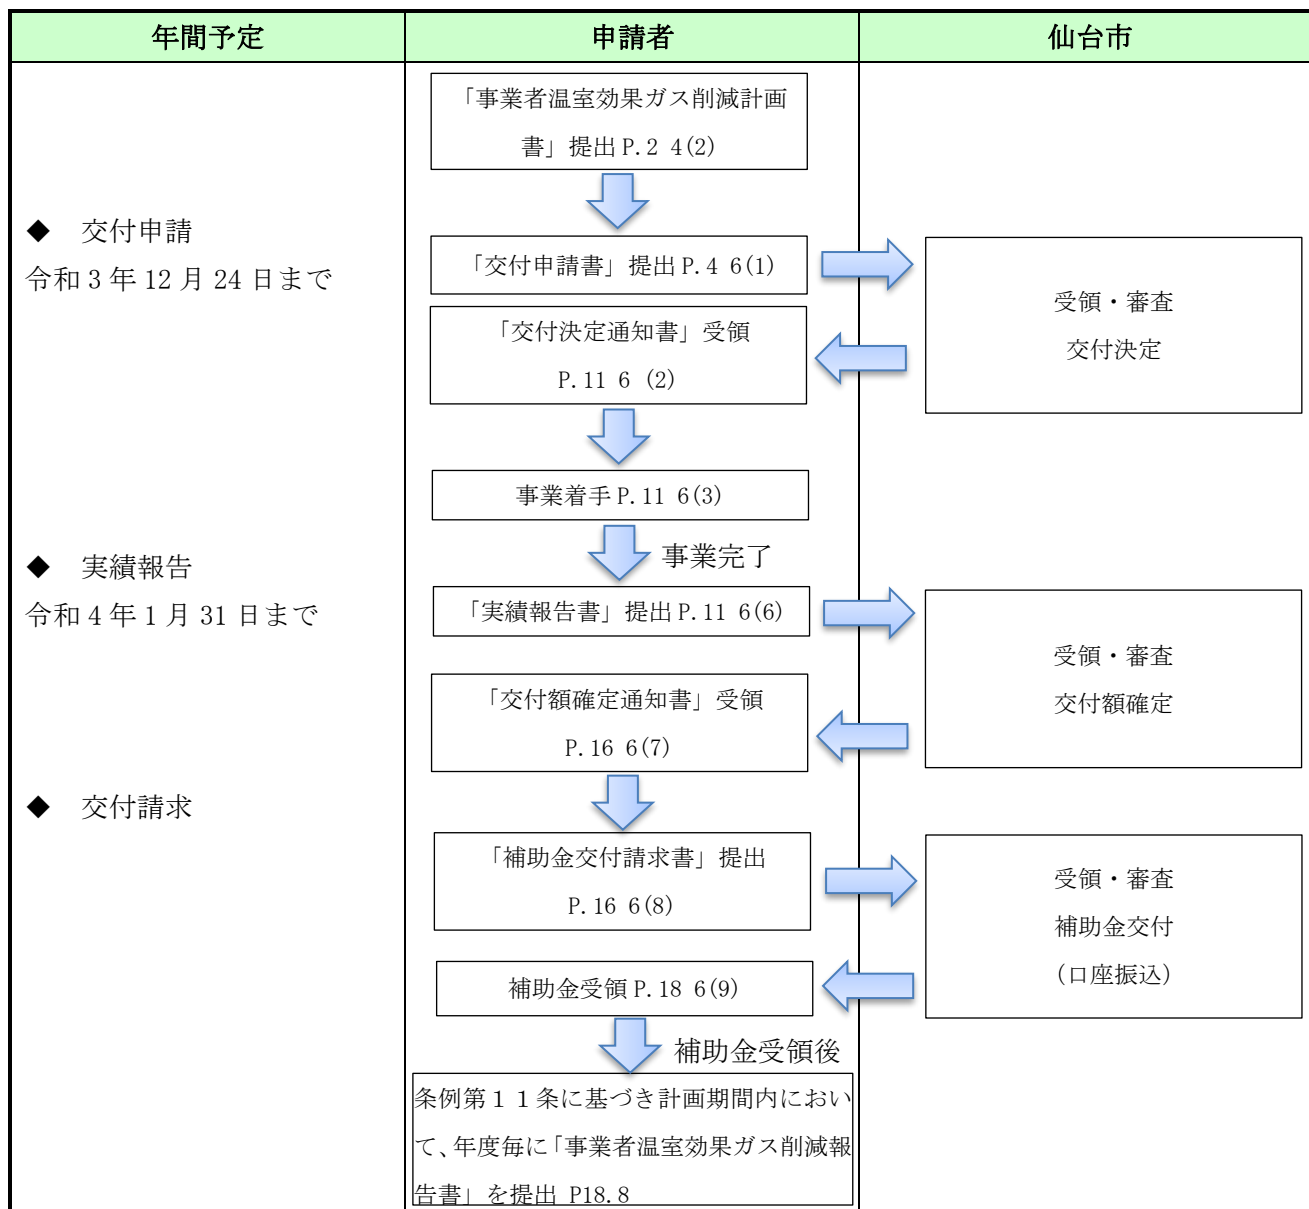 年間予定
申請者
仙台市
「事業者温室効果ガス削減計画
書」提出 P.2 4(2)
◆ 交付申請
令和 3 年 12 月 24 日まで
「交付申請書」提出 P.4 6(1)
受領・審査
交付決定
「交付決定通知書」受領
P.11 6 (2)
事業着手 P.11 6(3)
事業完了
◆ 実績報告
令和 4 年 1 月 31 日まで
「実績報告書」提出 P.11 6(6)
受領・審査
交付額確定
「交付額確定通知書」受領
P.16 6(7)
◆ 交付請求
「補助金交付請求書」提出
P.16 6(8)
受領・審査
補助金交付
（口座振込）
補助金受領 P.18 6(9)
補助金受領後
条例第１１条に基づき計画期間内におい
て、年度毎に「事業者温室効果ガス削減報
告書」を提出 P18.8